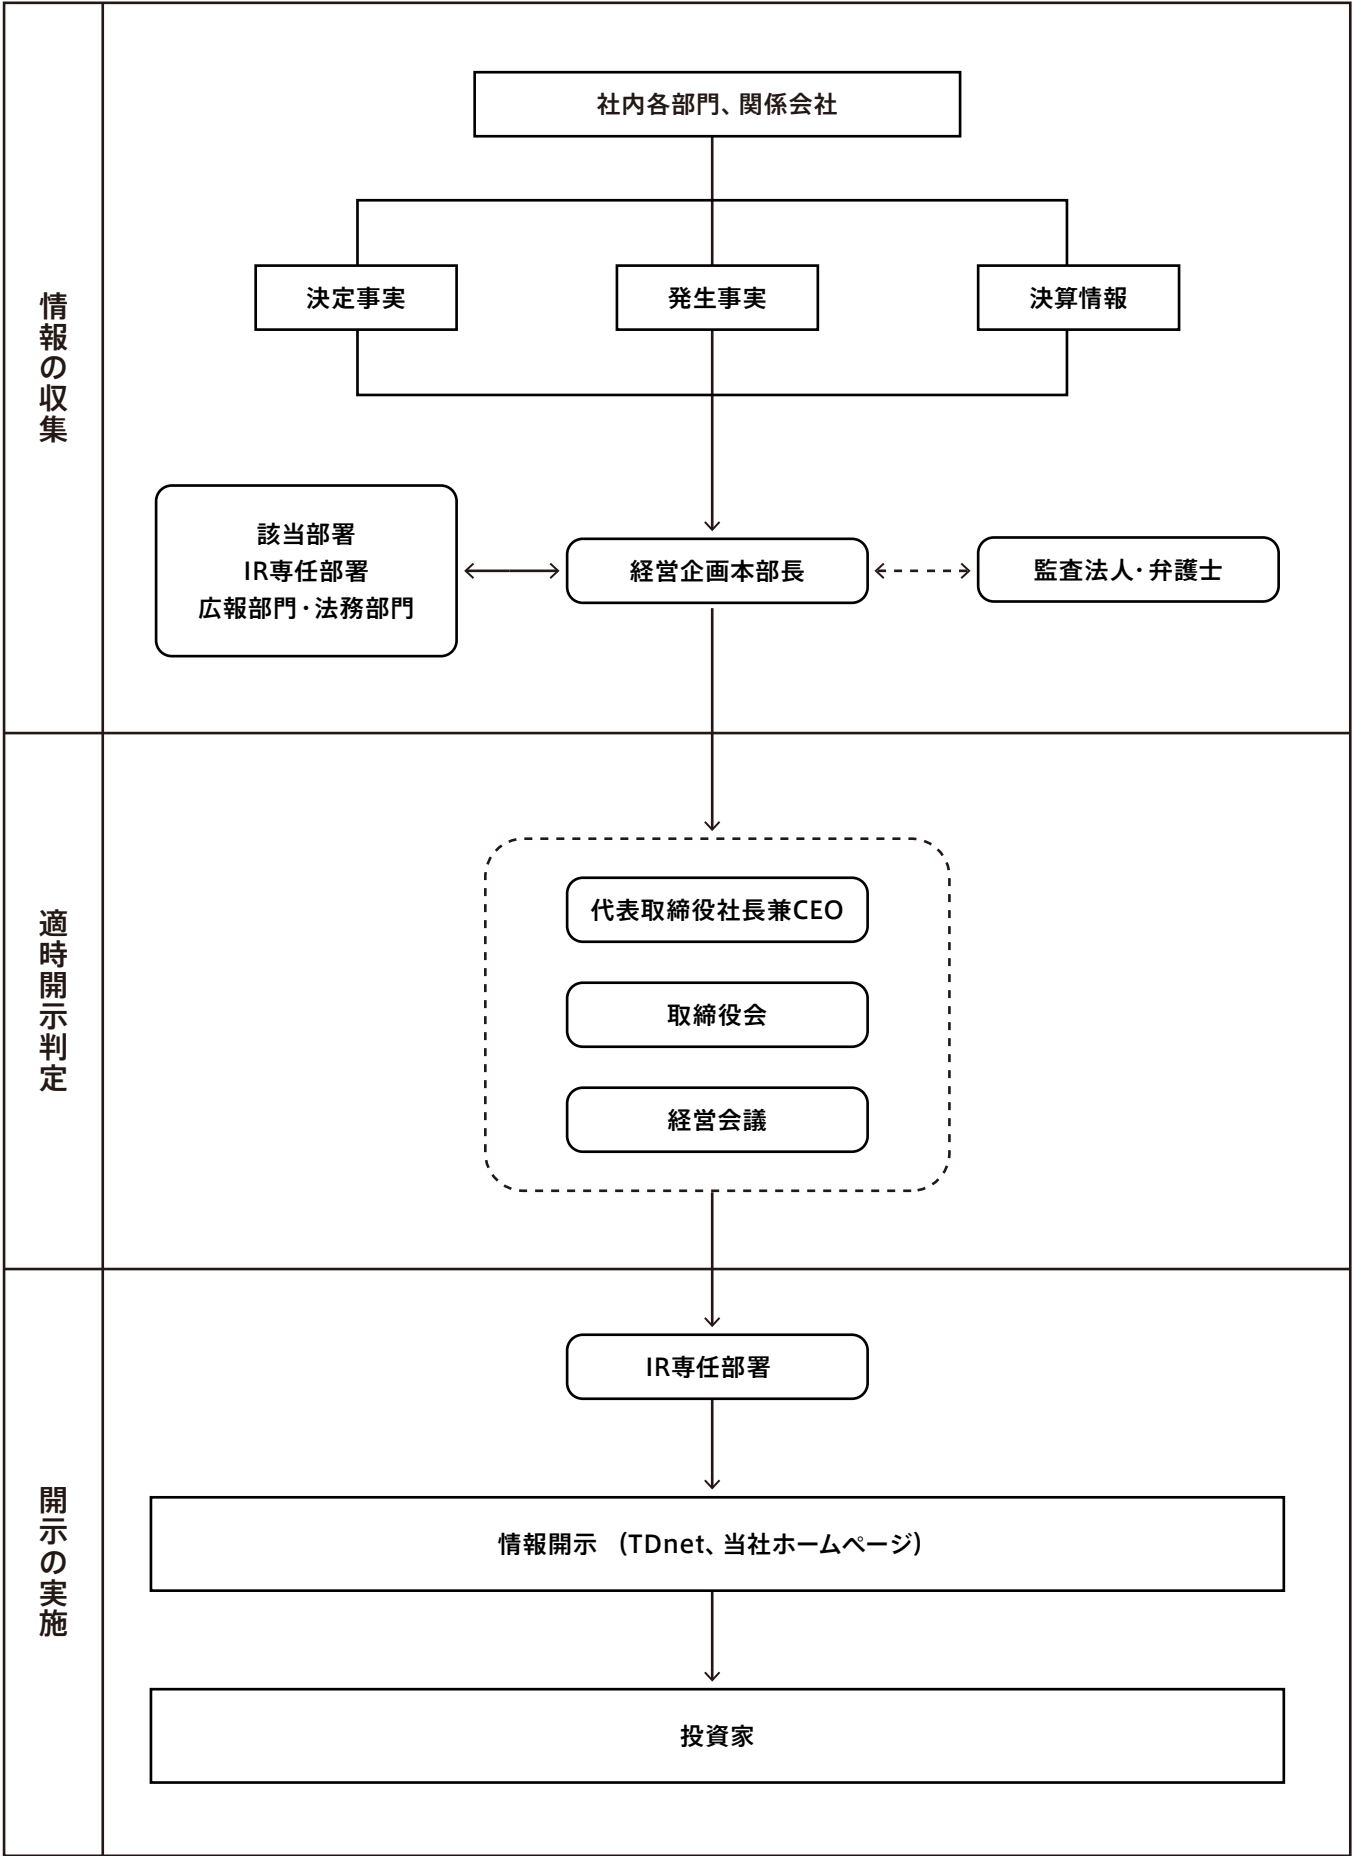 情報の収集
社内各部門、関係会社
決定事実
発生事実
決算情報
該当部署
IR専任部署
広報部門・法務部門
経営企画本部長
監査法人・弁護士
適時開示判定
代表取締役社長兼CEO
取締役会
経営会議
開示の実施
IR専任部署
情報開示 （TDnet、当社ホームページ）
投資家